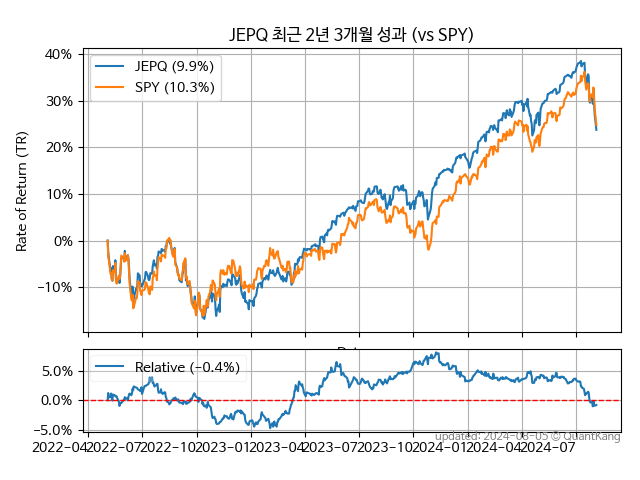 JEPQ 최근 2년 3개월 성과 (vs SPY)
40%
30%
20%
10%
0%
−10%
Rate of Return (TR)
JEPQ (9.9%)
SPY (10.3%)
5.0%
0.0%
−5.0%
Relative (−0.4%)
2022-04 2022-07 2022-10 2023-01 2023-04 2023-07 2023-10 2024-01 2024-04 2024-07
updated: 2024-08-05 © QuantKang